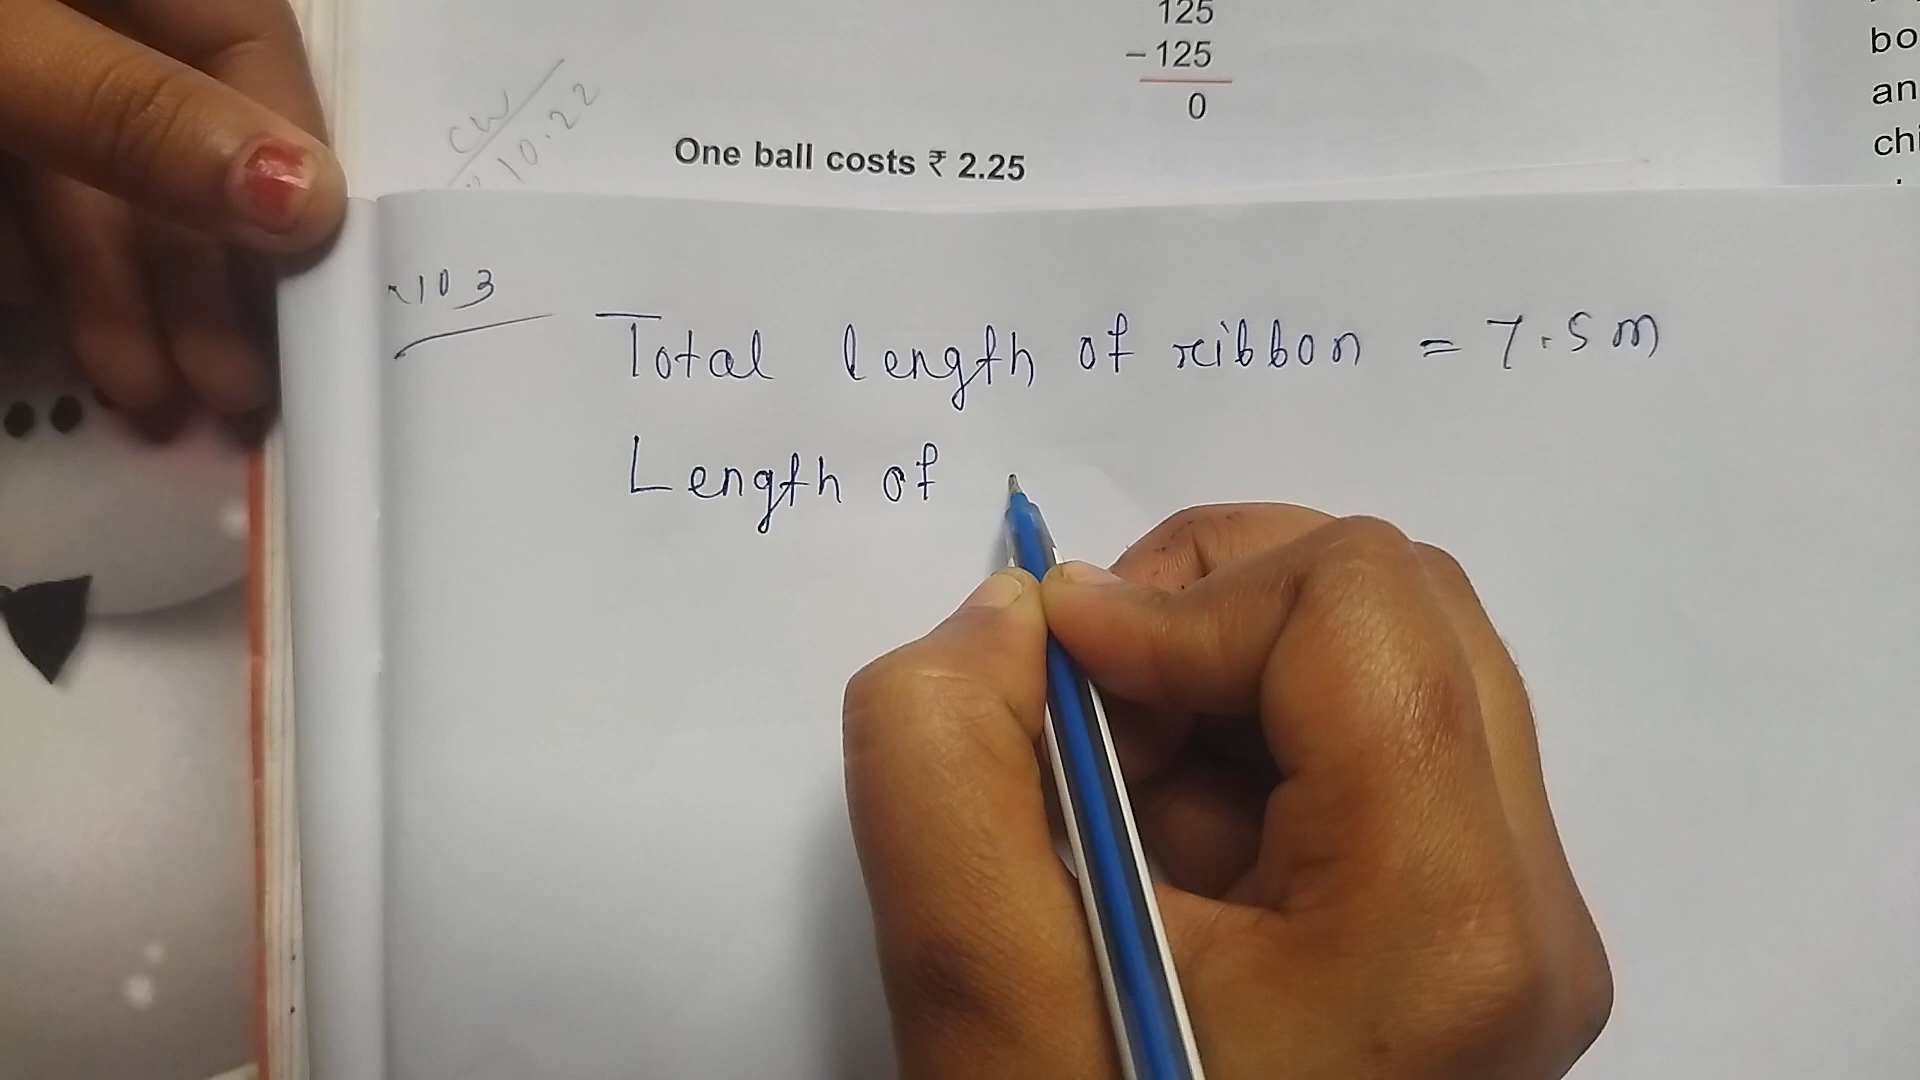 125
– 125
0
CW
10.22
One ball costs ₹ 2.25
bo
an
chi
103
Total length of ribbon = 7.5 m
Length of